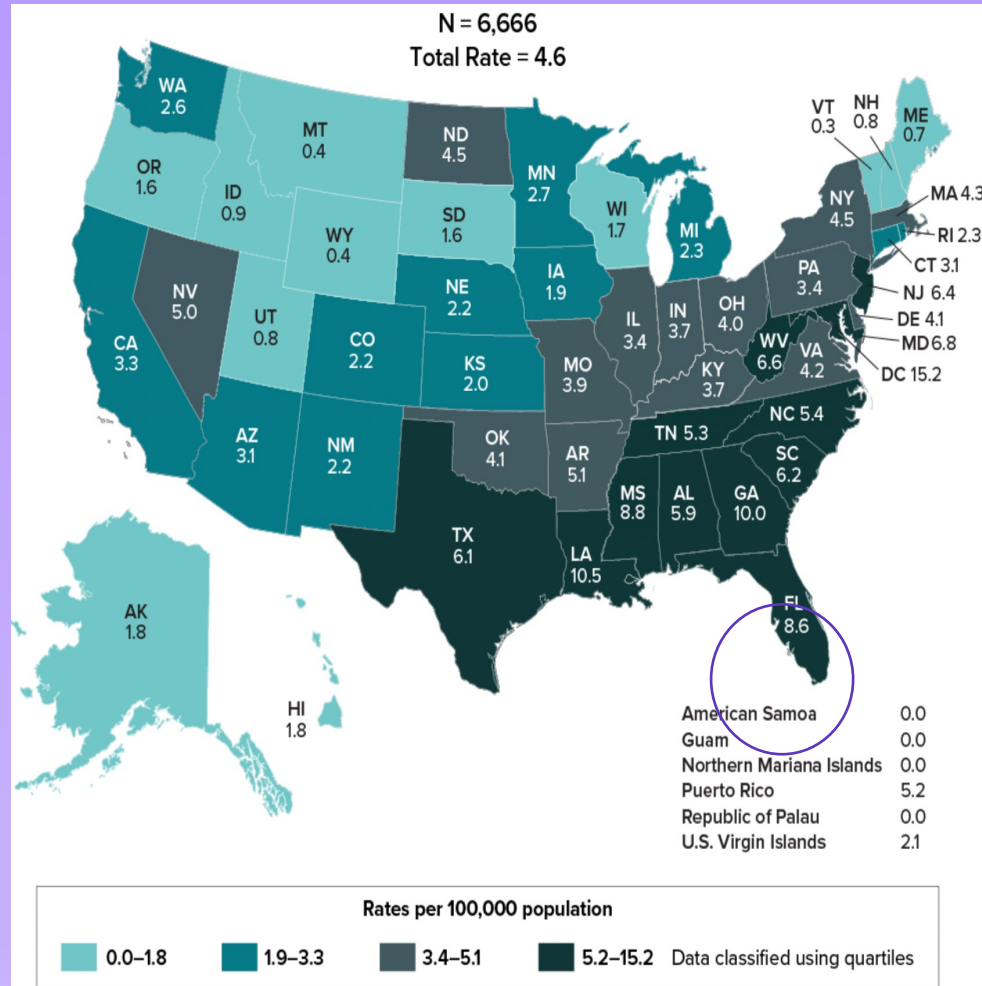 N = 6,666
Total Rate = 4.6
WA
2.6
OR
1.6
CA
3.3
NV
5.0
ID
0.9
MT
0.4
WY
0.4
UT
0.8
AZ
3.1
CO
2.2
NM
2.2
ND
4.5
SD
1.6
NE
2.2
KS
2.0
OK
4.1
TX
6.1
MN
2.7
IA
1.9
MO
3.9
AR
5.1
LA
10.5
WI
1.7
IL
3.4
MI
2.3
IN
3.7
OH
4.0
KY
3.7
TN 5.3
MS
8.8
AL
5.9
GA
10.0
FL
8.6
SC
6.2
NC 5.4
VA
4.2
WV
6.6
PA
3.4
NY
4.5
VT
0.3
NH
0.8
ME
0.7
MA 4.3
RI 2.3
CT 3.1
NJ 6.4
DE 4.1
MD 6.8
DC 15.2
AK
1.8
HI
1.8
American Samoa 0.0
Guam 0.0
Northern Mariana Islands 0.0
Puerto Rico 5.2
Republic of Palau 0.0
U.S. Virgin Islands 2.1
Rates per 100,000 population
0.0–1.8 1.9–3.3 3.4–5.1 5.2–15.2 Data classified using quartiles